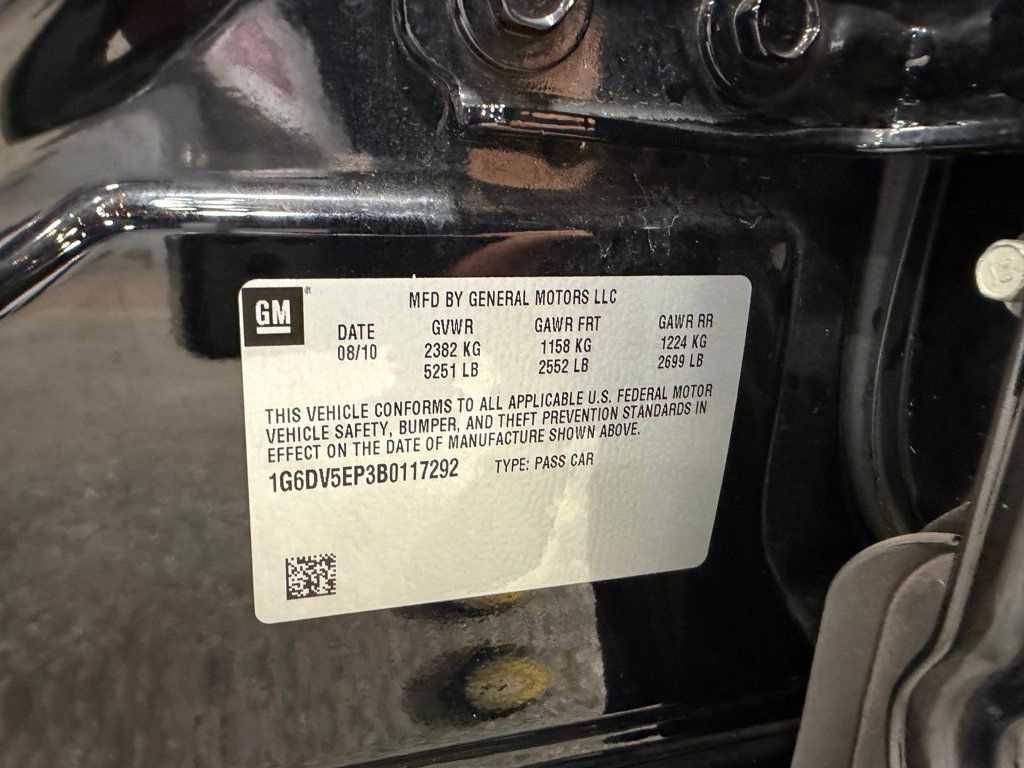 GM® MFD BY GENERAL MOTORS LLC
DATE GVWR GAWR FRT GAWR RR
08/10 2382 KG 1158 KG 1224 KG
5251 LB 2552 LB 2699 LB
THIS VEHICLE CONFORMS TO ALL APPLICABLE U.S. FEDERAL MOTOR
VEHICLE SAFETY, BUMPER, AND THEFT PREVENTION STANDARDS IN
EFFECT ON THE DATE OF MANUFACTURE SHOWN ABOVE.
1G6DV5EP3B0117292 TYPE: PASS CAR